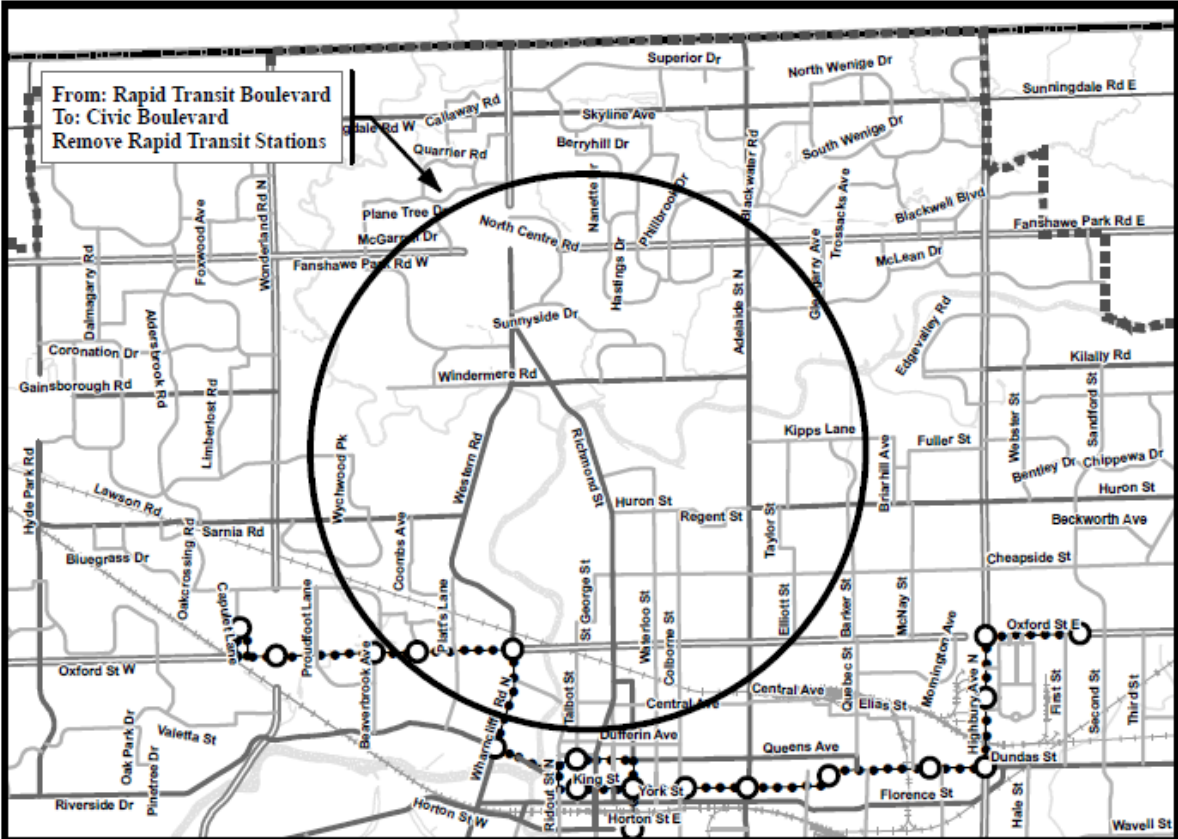 From: Rapid Transit Boulevard
To: Civic Boulevard
Remove Rapid Transit Stations
Superior Dr
North Wenige Dr
Sunningdale Rd E
Callaway Rd
gdale Rd W
Skyline Ave
South Wenige Dr
Quarrier Rd
Berryhill Dr
Blackwater Rd
Nanette Dr
Phillbrook Dr
Trossacks Ave
Blackwell Blvd
Plane Tree D
Foxwood Ave
Wonderland Rd N
McGarrell Dr
North Centre Rd
Fanshawe Park Rd E
Fanshawe Park Rd W
Hastings Dr
Glengarry Ave
McLean Dr
Dalmagarry Rd
Aldersbrook Rd
Sunnyside Dr
Adelaide St N
Edgevalley Rd
Coronation Dr
Kilally Rd
Gainsborough Rd
Windermere Rd
Limberlost Rd
Webster St
Sandford St
Kipps Lane
Fuller St
Wychwood Pk
Western Rd
Richmond St
Briarhill Ave
Bentley Dr
Chippewa Dr
Hyde Park Rd
Lawson Rd
Huron St
Huron St
Regent St
Sarnia Rd
Taylor St
Beckworth Ave
Bluegrass Dr
Oakcrossing Rd
Coombs Ave
Cheapside St
Capulet Lane
Proudfoot Lane
Platt's Lane
St George St
Waterloo St
Colborne St
Elliott St
Barker St
McNay St
Mornington Ave
Oxford St E
Oxford St W
Beaverbrook Ave
Talbot St
Central Ave
Central Ave
Quebec St
Elias St
Highbury Ave N
First St
Second St
Third St
Oak Park Dr
Valetta St
Pinetree Dr
Wharncliff Rd N
Dufferin Ave
Queens Ave
Dundas St
King St
York St
Ridout St N
Florence St
Riverside Dr
Horton St W
Horton St E
Hale St
Wavell St